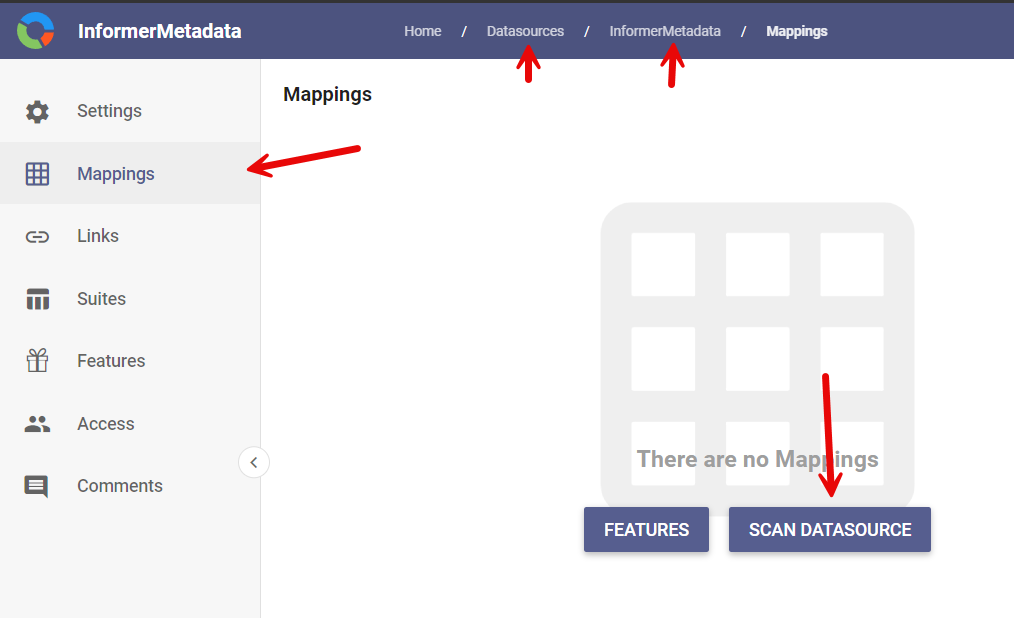 InformerMetadata
Home / Datasources / InformerMetadata / Mappings
Settings
Mappings
Links
Suites
Features
Access
Comments
Mappings
There are no Mappings
FEATURES
SCAN DATASOURCE